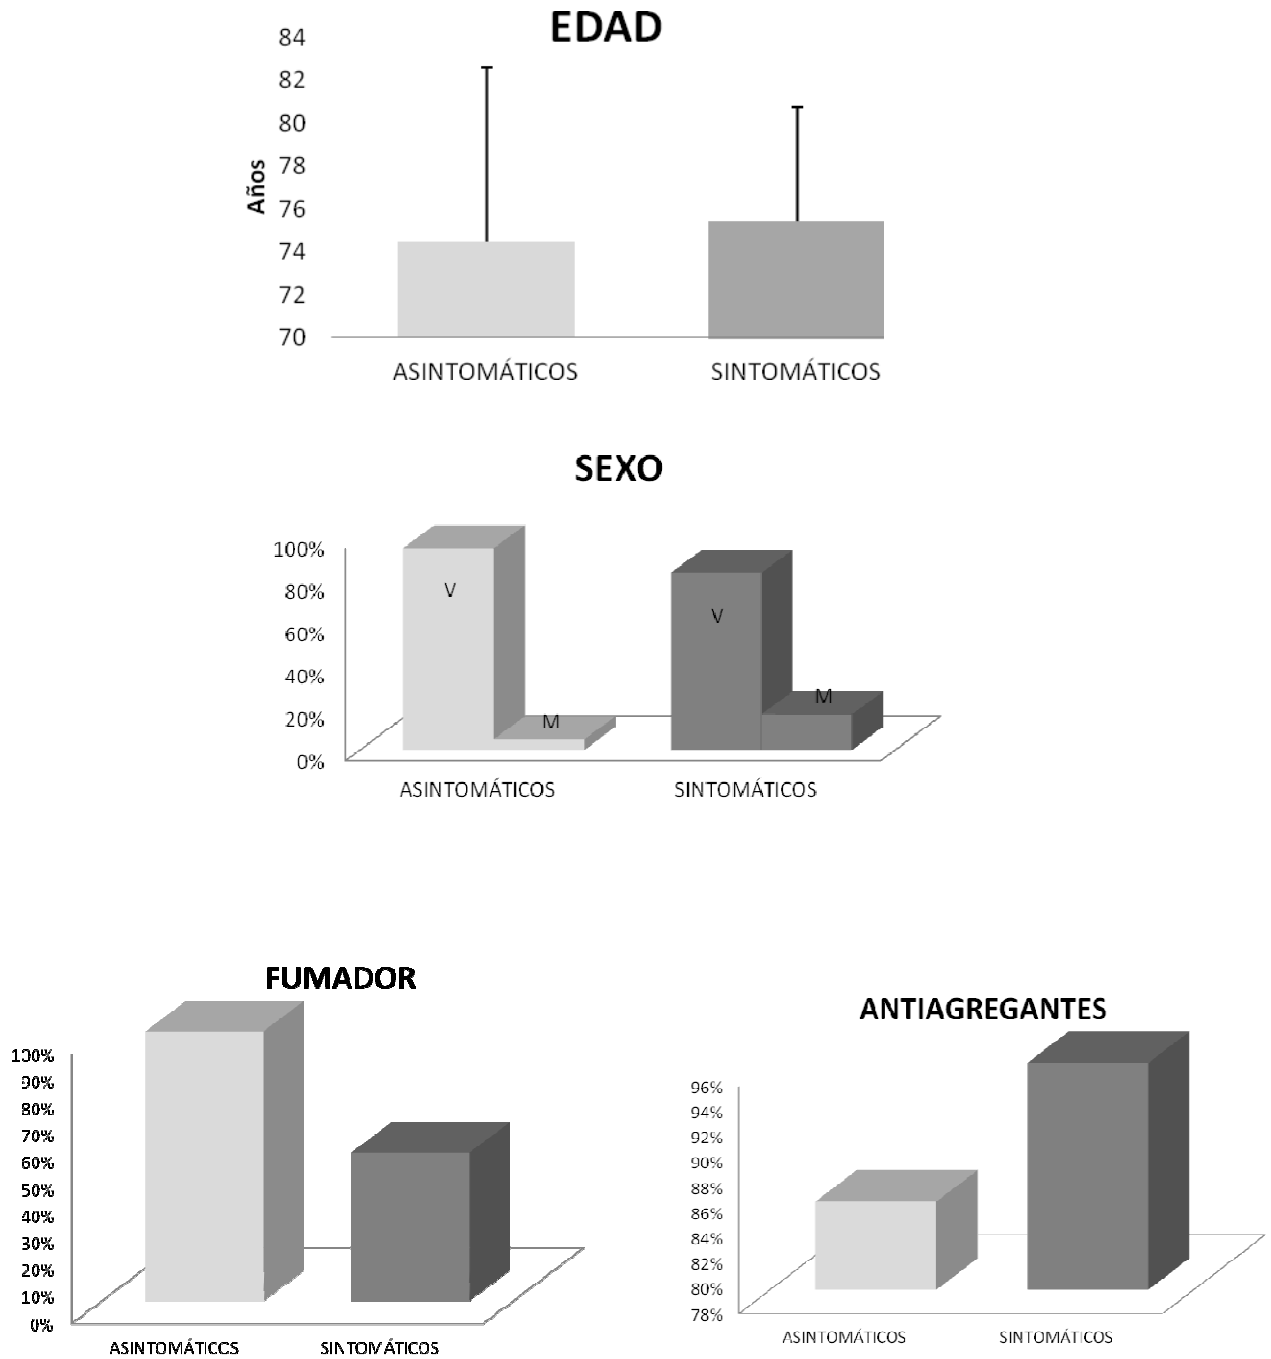 EDAD
84
82
80
78
76
74
72
70
Años
ASINTOMÁTICOS SINTOMÁTICOS
SEXO
100%
80%
60%
40%
20%
0%
V
M
V
M
ASINTOMÁTICOS SINTOMÁTICOS
FUMADOR
100%
90%
80%
70%
60%
50%
40%
30%
20%
10%
0%
ASINTOMÁTICOS SINTOMÁTICOS
ANTIAGREGANTES
96%
94%
92%
90%
88%
86%
84%
82%
80%
78%
ASINTOMÁTICOS SINTOMÁTICOS